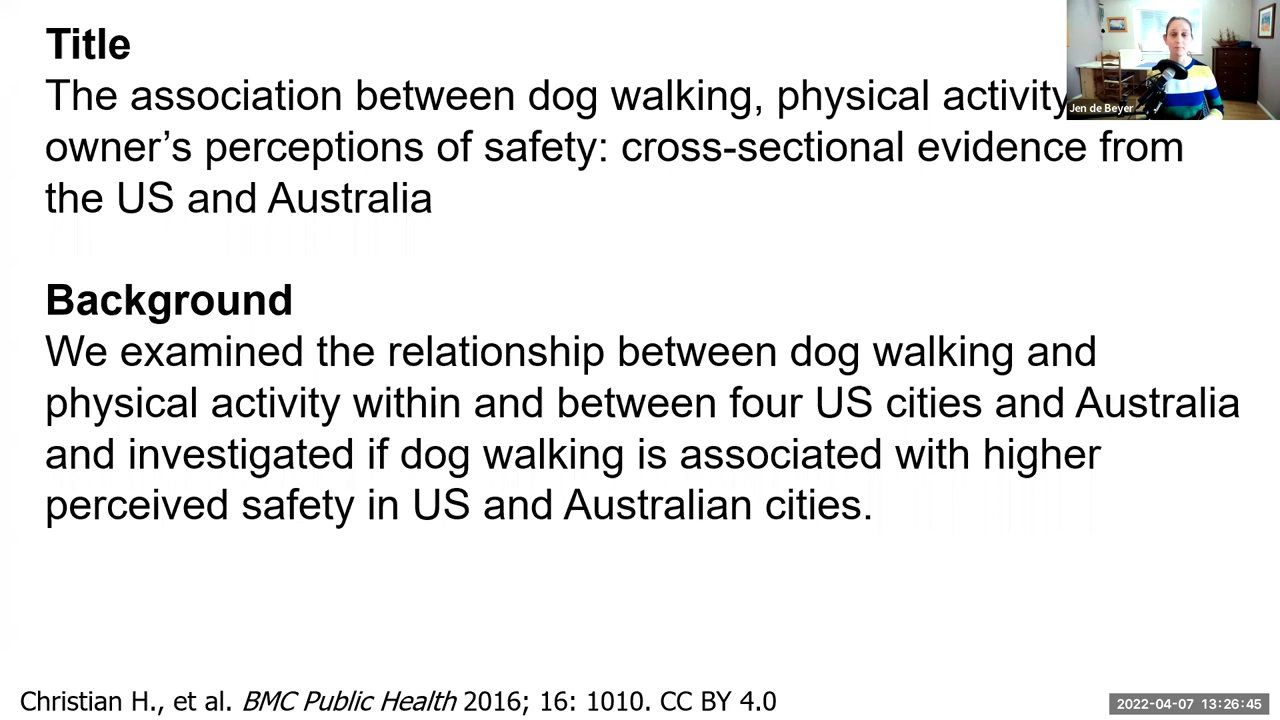 Title
The association between dog walking, physical activity
owner’s perceptions of safety: cross-sectional evidence from
the US and Australia
Background
We examined the relationship between dog walking and
physical activity within and between four US cities and Australia
and investigated if dog walking is associated with higher
perceived safety in US and Australian cities.
Christian H., et al. BMC Public Health 2016; 16: 1010. CC BY 4.0
Jen de Beyer
2022-04-07 13:26:45